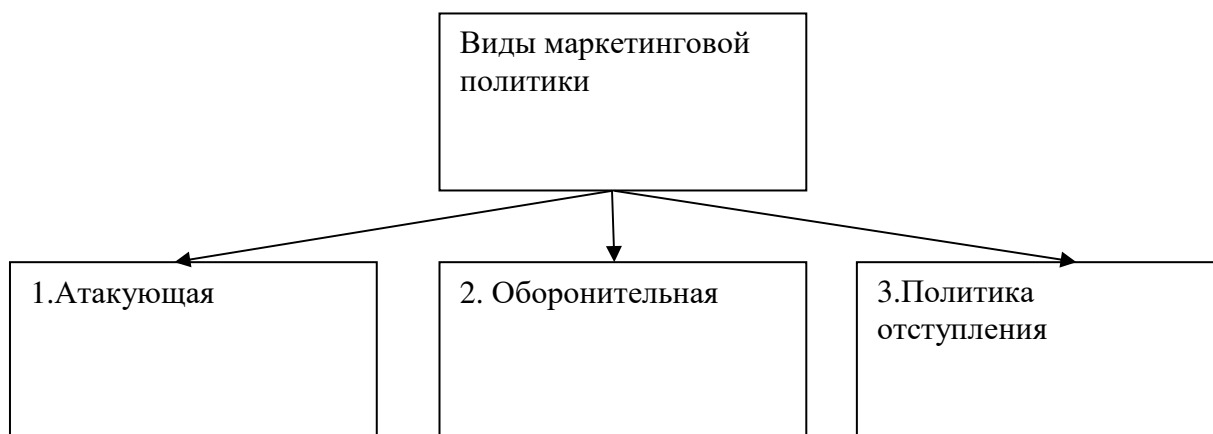 Виды маркетинговой
политики
1.Атакующая
2. Оборонительная
3.Политика
отступления